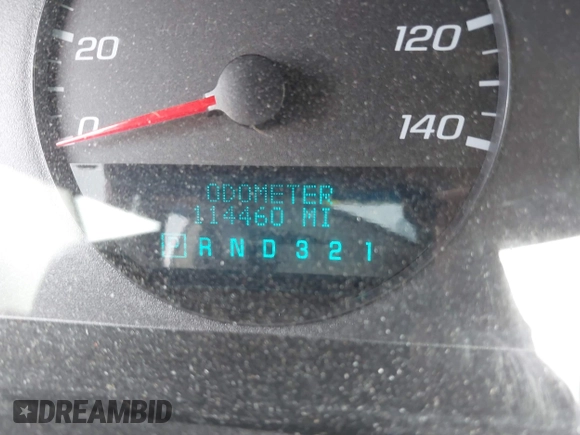 20
120
0
140
ODOMETER
114460 MI
P R N D 3 2 1
DREAMBID